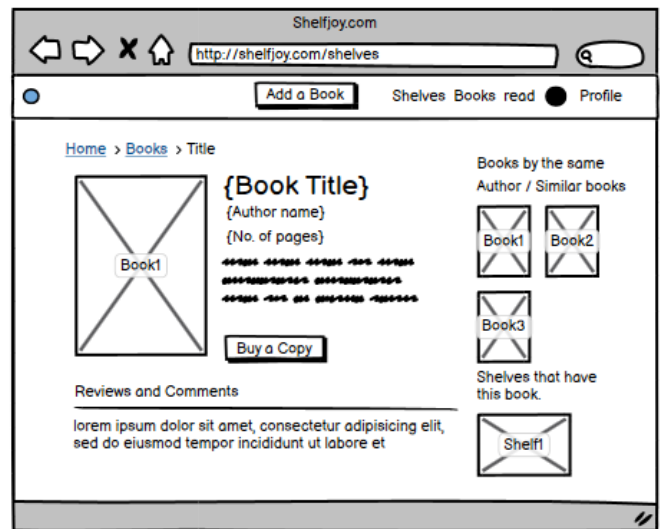 Shelfjoy.com
http://shelfjoy.com/shelves
Add a Book
Shelves Books read Profile
Home > Books > Title
{Book Title}
{Author name}
{No. of pages}
Book1
Buy a Copy
Reviews and Comments
lorem ipsum dolor sit amet, consectetur adipisicing elit,
sed do eiusmod tempor incididunt ut labore et
Books by the same
Author / Similar books
Book1 Book2
Book3
Shelves that have
this book.
Shelf1